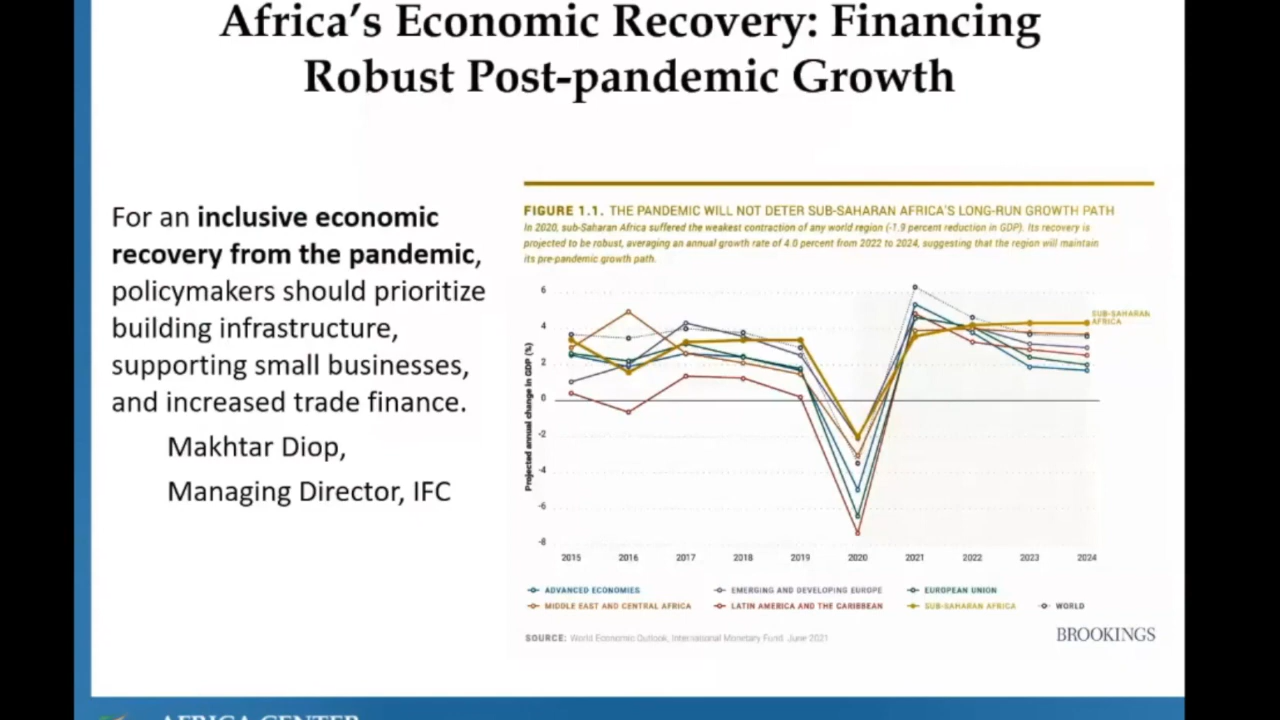 Africa's Economic Recovery: Financing
Robust Post-pandemic Growth
For an inclusive economic
recovery from the pandemic,
policymakers should prioritize
building infrastructure,
supporting small businesses,
and increased trade finance.
Makhtar Diop,
Managing Director, IFC
FIGURE 1.1. THE PANDEMIC WILL NOT DETER SUB-SAHARAN AFRICA'S LONG-RUN GROWTH PATH
In 2020, sub-Saharan Africa suffered the weakest contraction of any world region (-1.9 percent reduction in GDP). Its recovery is
projected to be robust, averaging an annual growth rate of 4.0 percent from 2022 to 2024, suggesting that the region will maintain
its pre-pandemic growth path.
Projected annual change in GDP (%)
6
4
2
0
-2
-4
-6
-8
SUB-SAHARAN
AFRICA
2015 2016 2017 2018 2019 2020 2021 2022 2023 2024
ADVANCED ECONOMIES EMERGING AND DEVELOPING EUROPE EUROPEAN UNION
MIDDLE EAST AND CENTRAL AFRICA LATIN AMERICA AND THE CARIBBEAN SUB-SAHARAN AFRICA WORLD
SOURCE: World Economic Outlook, International Monetary Fund. June 2021
BROOKINGS
AFRICA CENTER